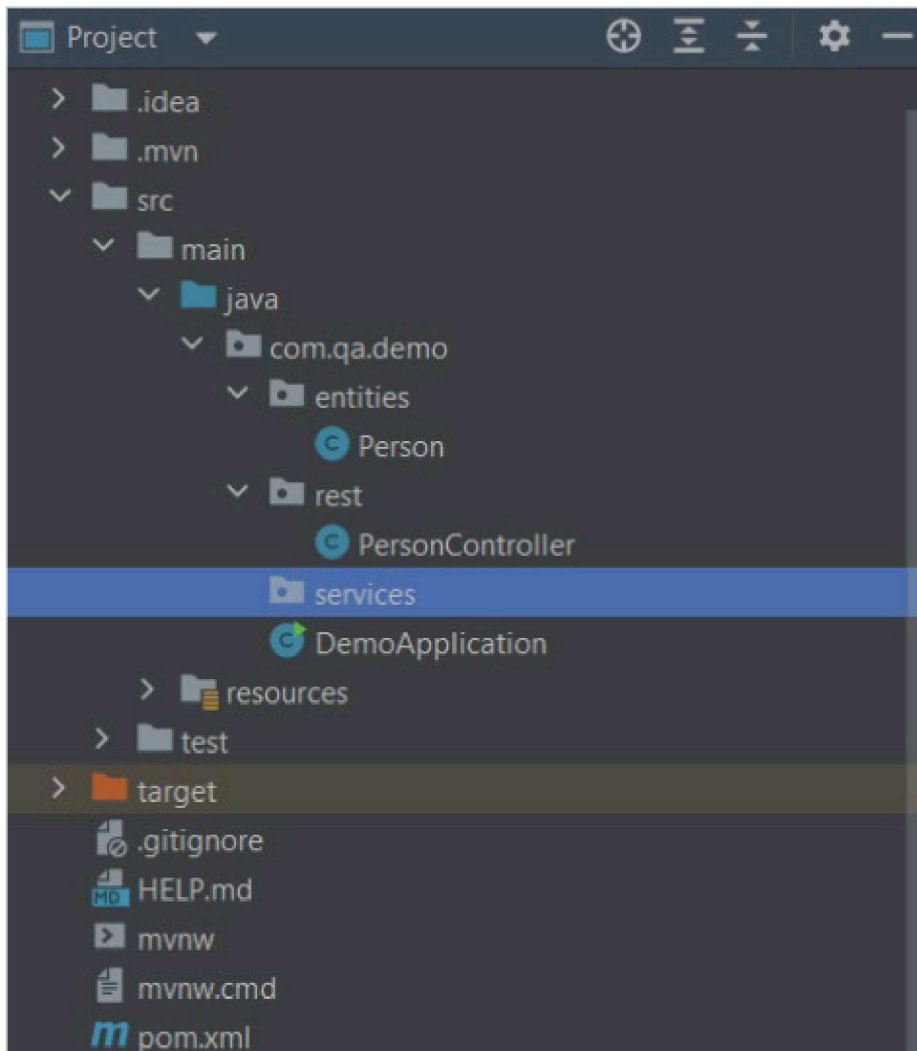 Project
.idea
.mvn
src
main
java
com.qa.demo
entities
C Person
rest
C PersonController
services
C DemoApplication
resources
test
target
.gitignore
MD HELP.md
mvnw
mvnw.cmd
m pom.xml